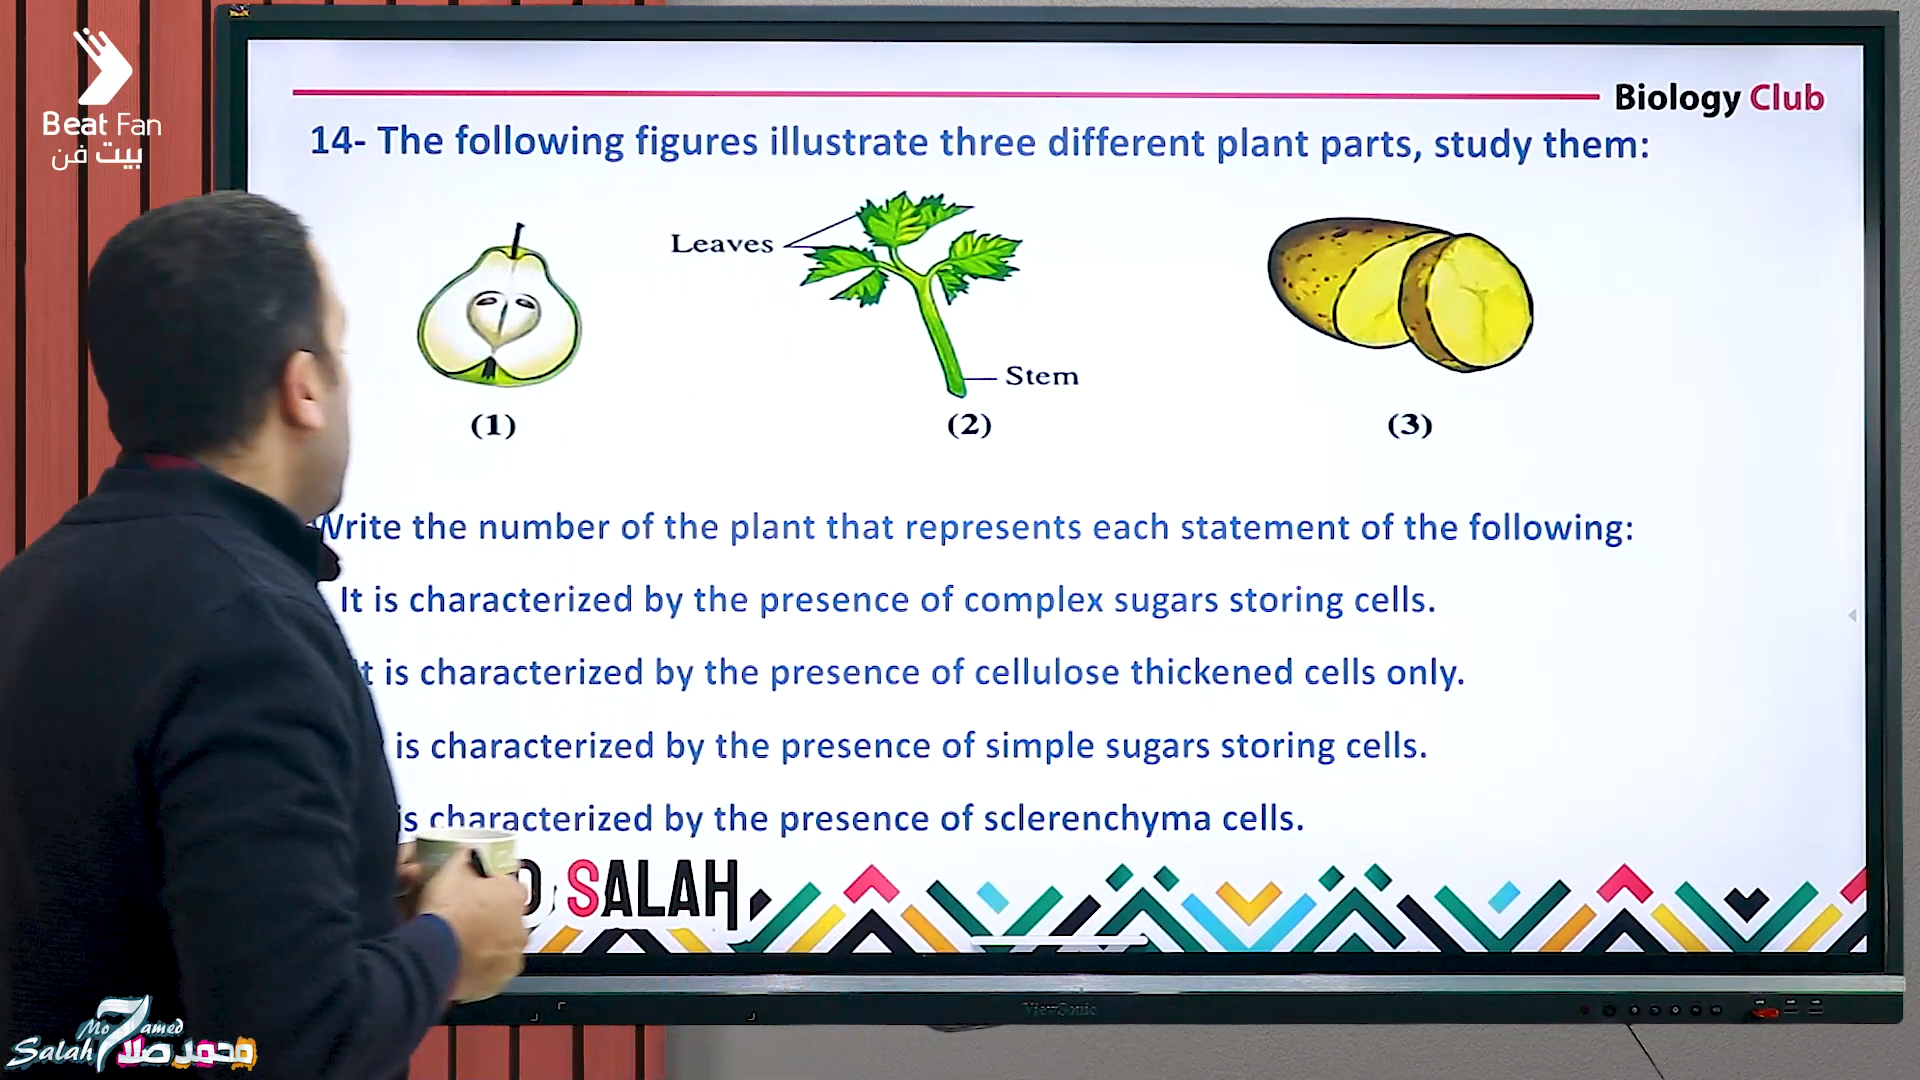 Beat Fan
بيت فن
Biology Club
14- The following figures illustrate three different plant parts, study them:
Leaves
Stem
(1)
(2)
(3)
Write the number of the plant that represents each statement of the following:
It is characterized by the presence of complex sugars storing cells.
It is characterized by the presence of cellulose thickened cells only.
is characterized by the presence of simple sugars storing cells.
is characterized by the presence of sclerenchyma cells.
SALAH
ViewSonic
Mo7amed
Salah محمد صلاح